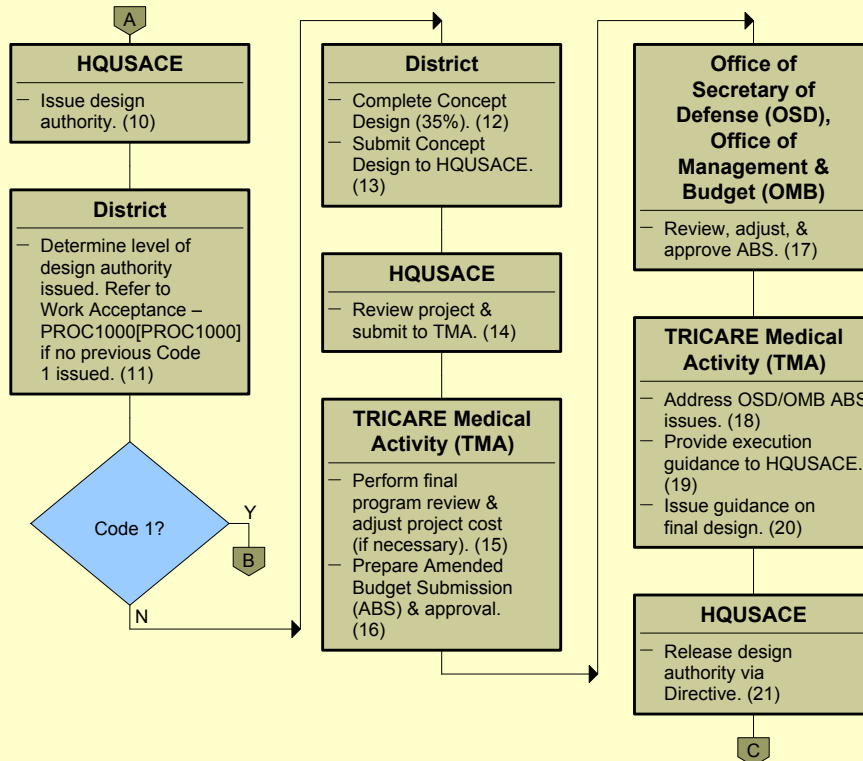 A
HQUSACE
— Issue design
authority. (10)
District
— Determine level of
design authority
issued. Refer to
Work Acceptance –
PROC1000[PROC1000]
if no previous Code
1 issued. (11)
Code 1?
Y
B
N
District
— Complete Concept
Design (35%). (12)
— Submit Concept
Design to HQUSACE.
(13)
HQUSACE
— Review project &
submit to TMA. (14)
TRICARE Medical
Activity (TMA)
— Perform final
program review &
adjust project cost
(if necessary). (15)
— Prepare Amended
Budget Submission
(ABS) & approval.
(16)
Office of
Secretary of
Defense (OSD),
Office of
Management &
Budget (OMB)
— Review, adjust, &
approve ABS. (17)
TRICARE Medical
Activity (TMA)
— Address OSD/OMB ABS
issues. (18)
— Provide execution
guidance to HQUSACE.
(19)
— Issue guidance on
final design. (20)
HQUSACE
— Release design
authority via
Directive. (21)
C